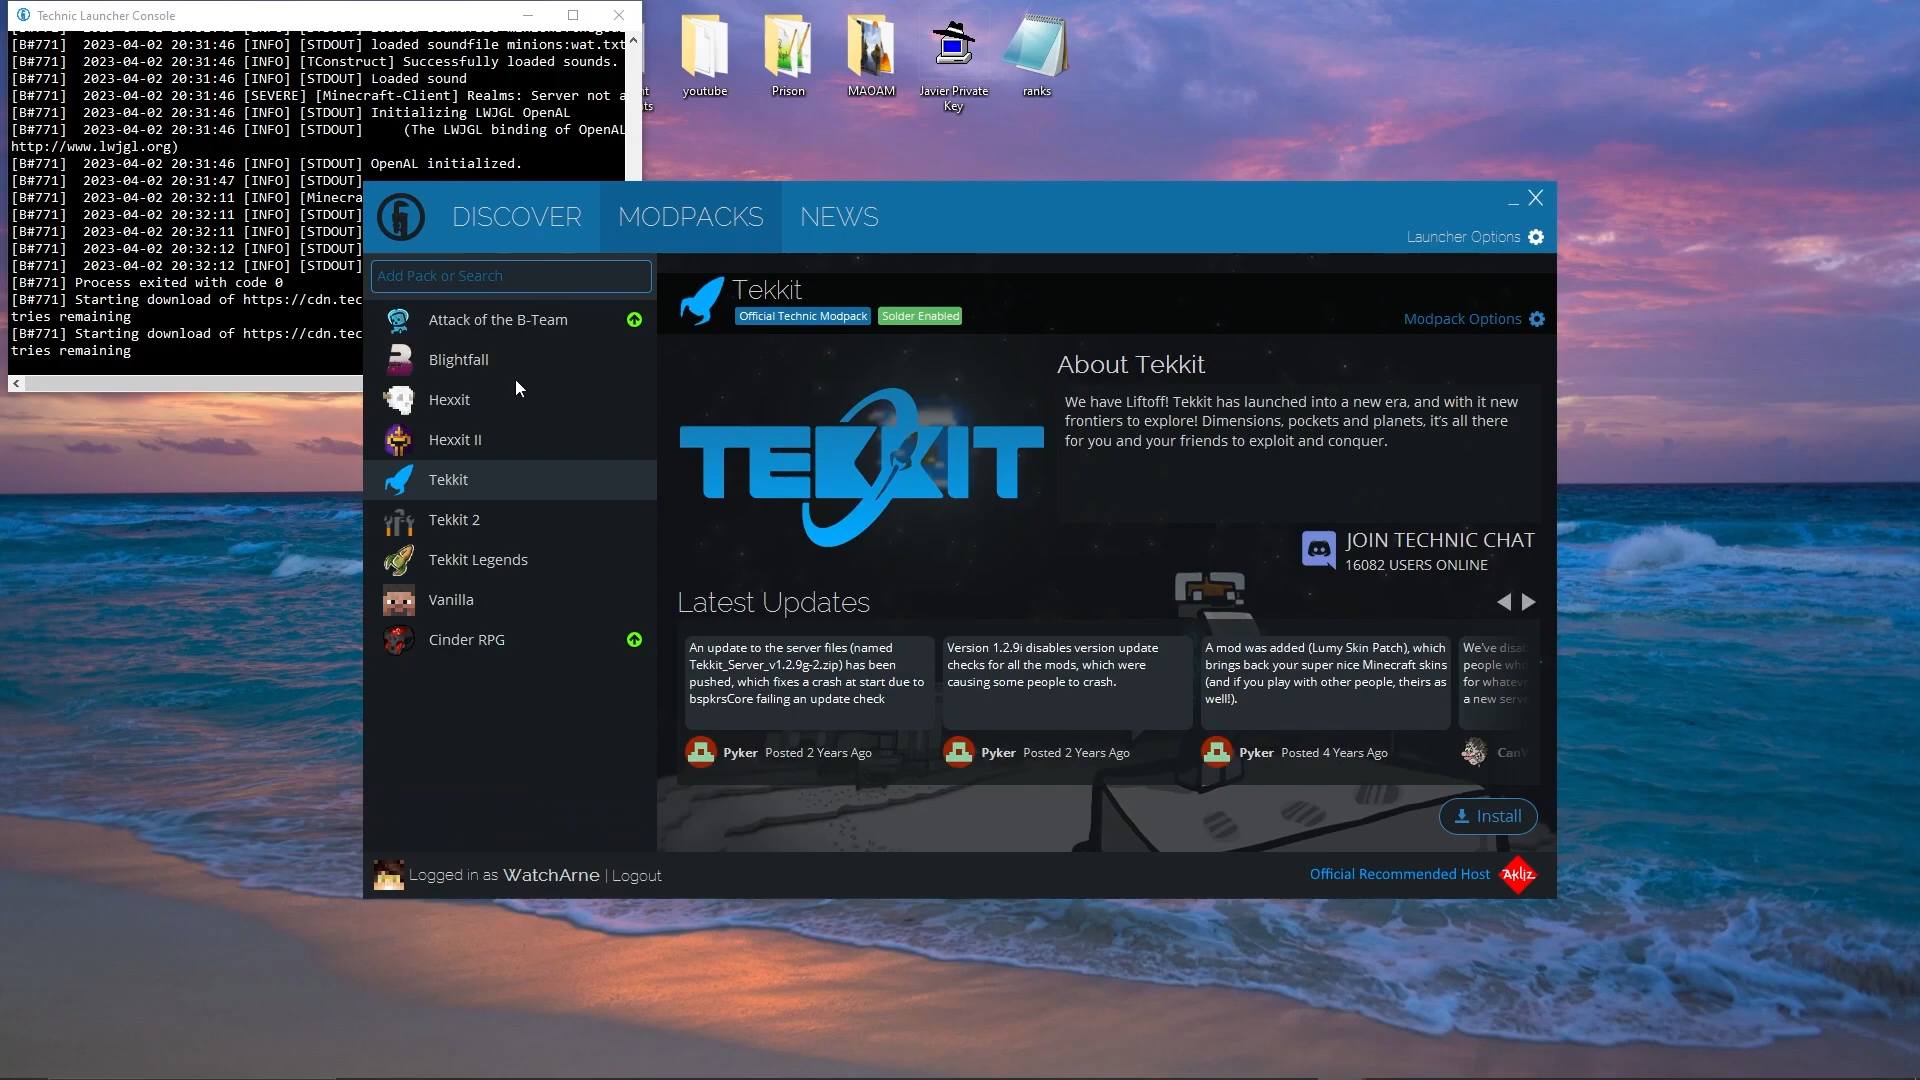 Technic Launcher Console
[B#771]  2023-04-02 20:31:46 [INFO] [STDOUT] loaded soundfile minions:wat.txt
[B#771]  2023-04-02 20:31:46 [INFO] [TConstruct] Successfully loaded sounds.
[B#771]  2023-04-02 20:31:46 [INFO] [STDOUT] Loaded sound
[B#771]  2023-04-02 20:31:46 [SEVERE] [Minecraft-Client] Realms: Server not a
[B#771]  2023-04-02 20:31:46 [INFO] [STDOUT] Initializing LWJGL OpenAL
[B#771]  2023-04-02 20:31:46 [INFO] [STDOUT]     (The LWJGL binding of OpenAL
http://www.lwjgl.org)
[B#771]  2023-04-02 20:31:46 [INFO] [STDOUT] OpenAL initialized.
[B#771]  2023-04-02 20:31:47 [INFO] [STDOUT]
[B#771]  2023-04-02 20:32:11 [INFO] [Minecra
[B#771]  2023-04-02 20:32:11 [INFO] [STDOUT]
[B#771]  2023-04-02 20:32:11 [INFO] [STDOUT]
[B#771]  2023-04-02 20:32:12 [INFO] [STDOUT]
[B#771]  2023-04-02 20:32:12 [INFO] [STDOUT]
[B#771] Process exited with code 0
[B#771] Starting download of https://cdn.tec
tries remaining
[B#771] Starting download of https://cdn.tec
tries remaining
youtube
Prison
MAOAM
Javier Private
Key
ranks
DISCOVER
MODPACKS
NEWS
Launcher Options
Add Pack or Search
Attack of the B-Team
Blightfall
Hexxit
Hexxit II
Tekkit
Tekkit 2
Tekkit Legends
Vanilla
Cinder RPG
Tekkit
Official Technic Modpack
Solder Enabled
Modpack Options
TEKKIT
About Tekkit
We have Liftoff! Tekkit has launched into a new era, and with it new
frontiers to explore! Dimensions, pockets and planets, it's all there
for you and your friends to exploit and conquer.
JOIN TECHNIC CHAT
16082 USERS ONLINE
Latest Updates
An update to the server files (named
Tekkit_Server_v1.2.9g-2.zip) has been
pushed, which fixes a crash at start due to
bspkrsCore failing an update check
Pyker Posted 2 Years Ago
Version 1.2.9i disables version update
checks for all the mods, which were
causing some people to crash.
Pyker Posted 2 Years Ago
A mod was added (Lumy Skin Patch), which
brings back your super nice Minecraft skins
(and if you play with other people, theirs as
well!).
Pyker Posted 4 Years Ago
We've disab
people who
for whateve
a new serve
CanV
Install
Logged in as WatchArne | Logout
Official Recommended Host
Akliz